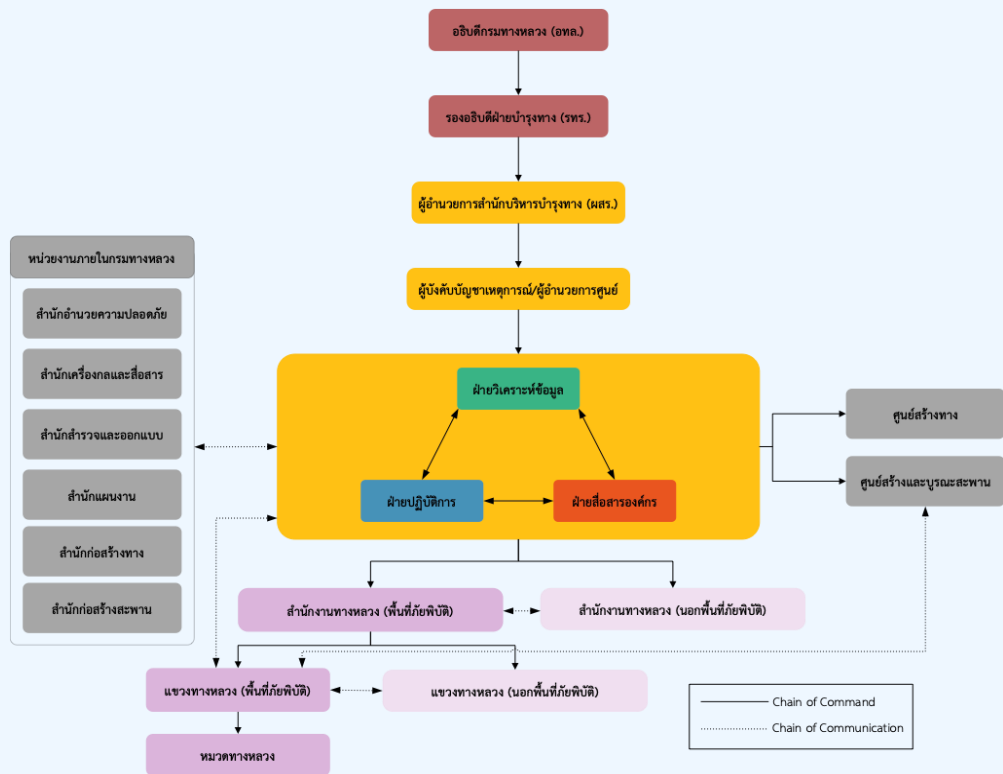 อธิบดีกรมทางหลวง (อทล.)
รองอธิบดีฝ่ายบำรุงทาง (รทร.)
ผู้อำนวยการสำนักบริหารบำรุงทาง (ผสร.)
ผู้บังคับบัญชาเหตุการณ์/ผู้อำนวยการศูนย์
หน่วยงานภายในกรมทางหลวง
สำนักอำนวยความปลอดภัย
สำนักเครื่องกลและสื่อสาร
สำนักสำรวจและออกแบบ
สำนักแผนงาน
สำนักก่อสร้างทาง
สำนักก่อสร้างสะพาน
ฝ่ายวิเคราะห์ข้อมูล
ฝ่ายปฏิบัติการ
ฝ่ายสื่อสารองค์กร
ศูนย์สร้างทาง
ศูนย์สร้างและบูรณะสะพาน
สำนักงานทางหลวง (พื้นที่ภัยพิบัติ)
สำนักงานทางหลวง (นอกพื้นที่ภัยพิบัติ)
แขวงทางหลวง (พื้นที่ภัยพิบัติ)
แขวงทางหลวง (นอกพื้นที่ภัยพิบัติ)
หมวดทางหลวง
Chain of Command
Chain of Communication